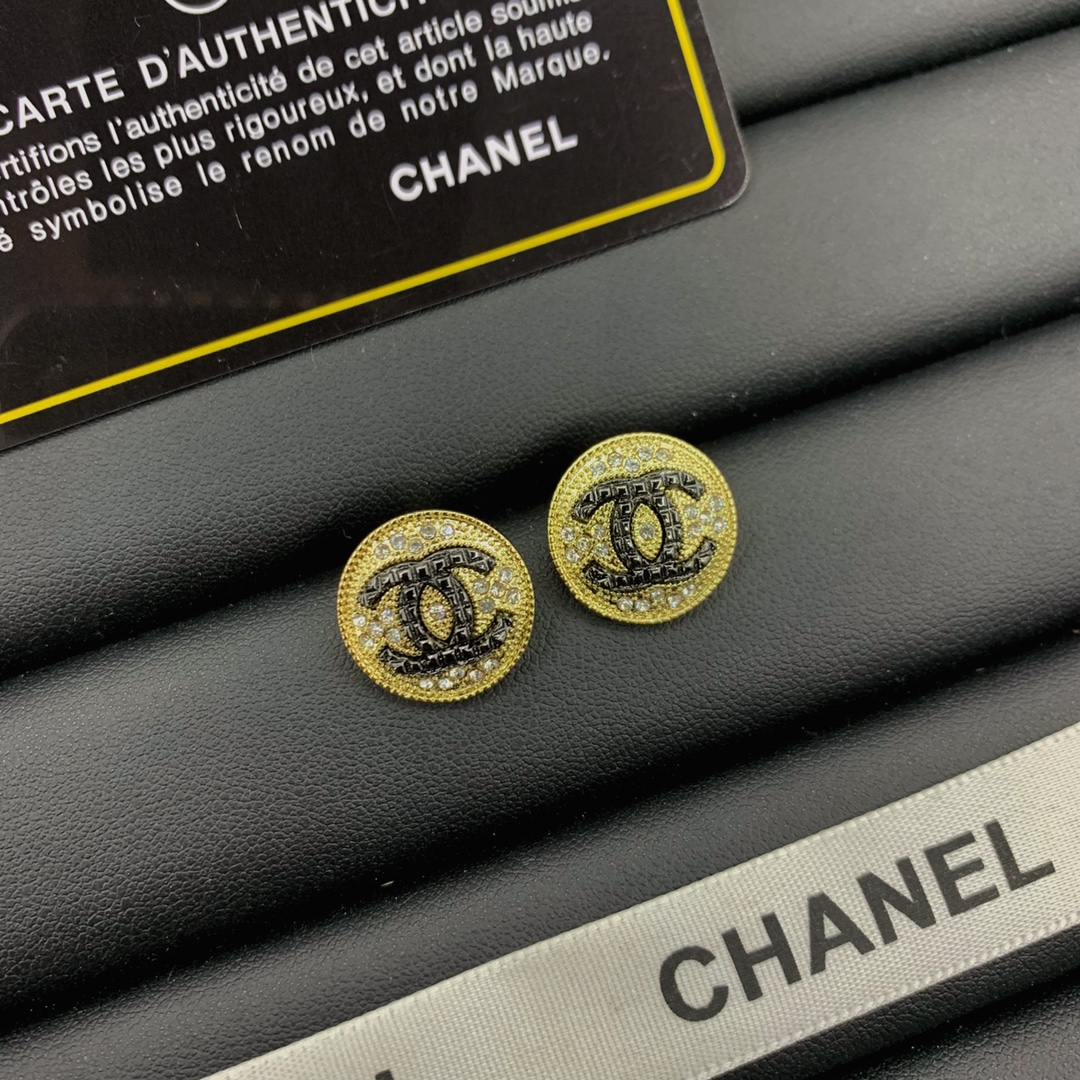 CARTE D'AUTHENTICI
rtifions l'authenticité de cet article soumis
ntrôles les plus rigoureux, et dont la haute
é symbolise le renom de notre Marque.
CHANEL
CHANEL